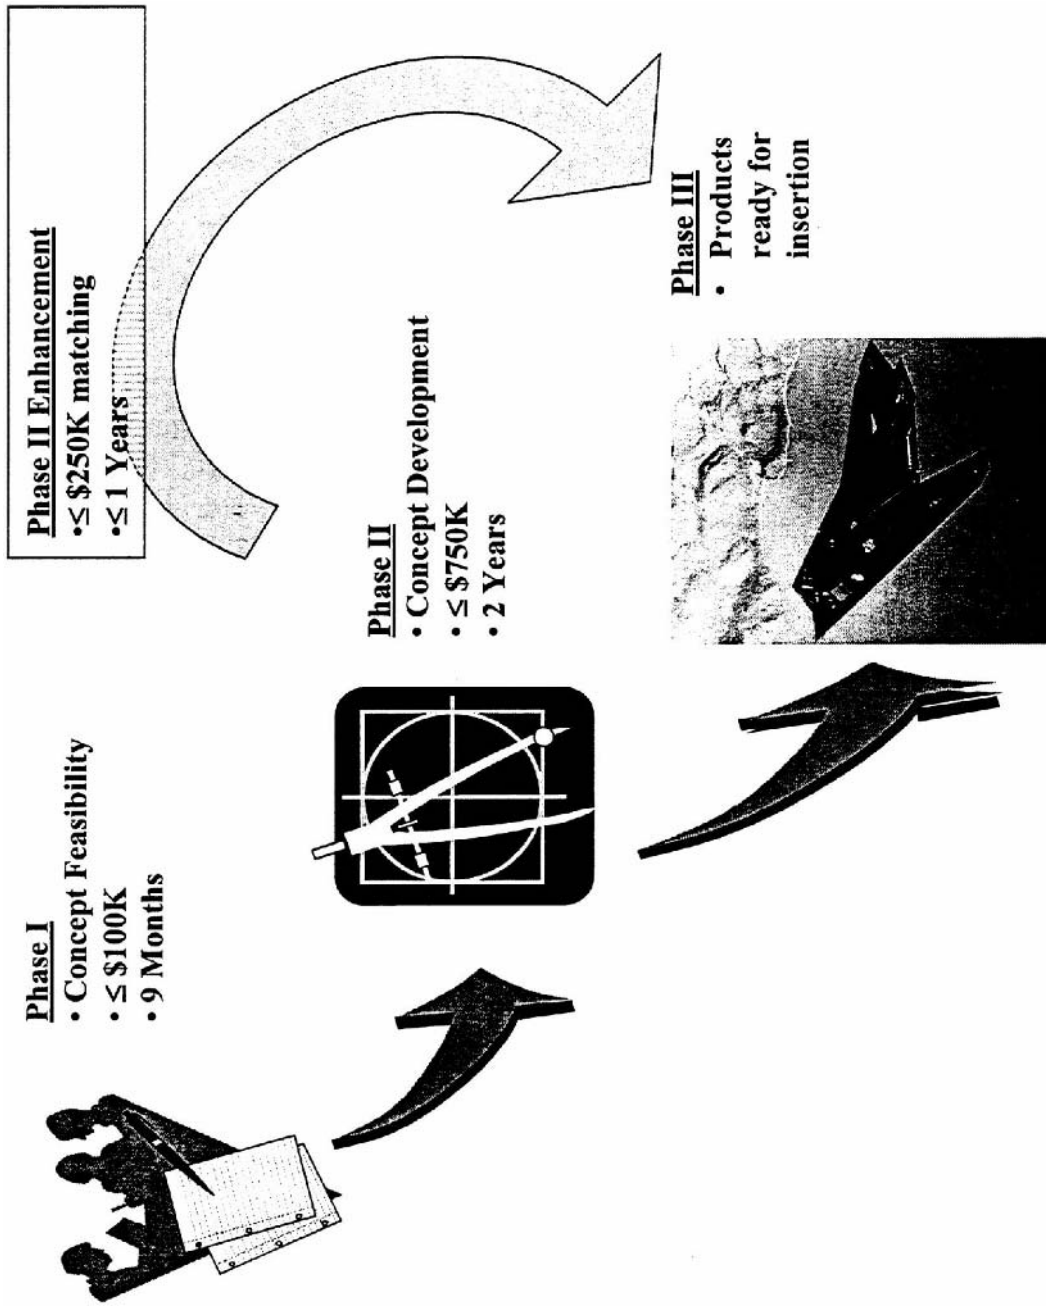 Phase I
• Concept Feasibility
• ≤ $100K
• 9 Months
Phase II
• Concept Development
• ≤ $750K
• 2 Years
Phase II Enhancement
•≤ $250K matching
•≤ 1 Years
Phase III
• Products
ready for
insertion